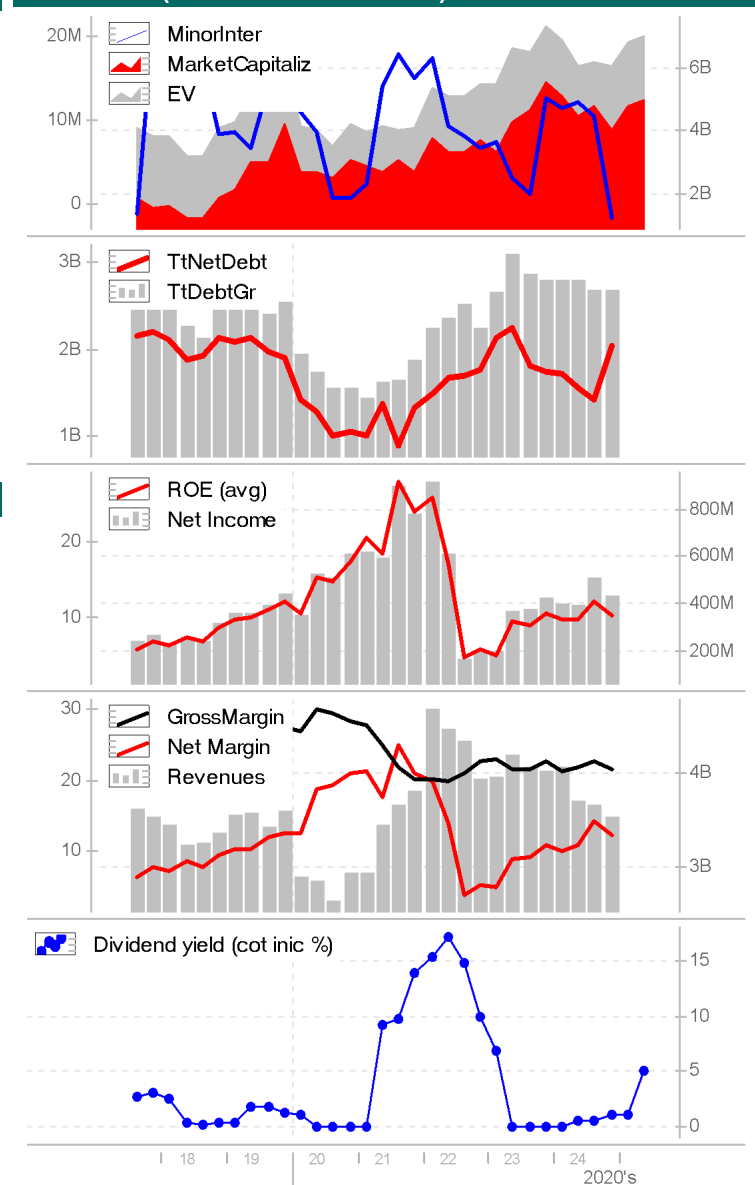 20M
MinorInter
MarketCapitaliz
6B
EV
10M
4B
0
2B
3B
TtNetDebt
TtDebtGr
2B
1B
ROE (avg)
Net Income
800M
20
600M
10
400M
200M
30
GrossMargin
Net Margin
Revenues
20
4B
10
3B
Dividend yield (cot inic %)
15
10
5
0
18 19 20 21 22 23 24
2020's